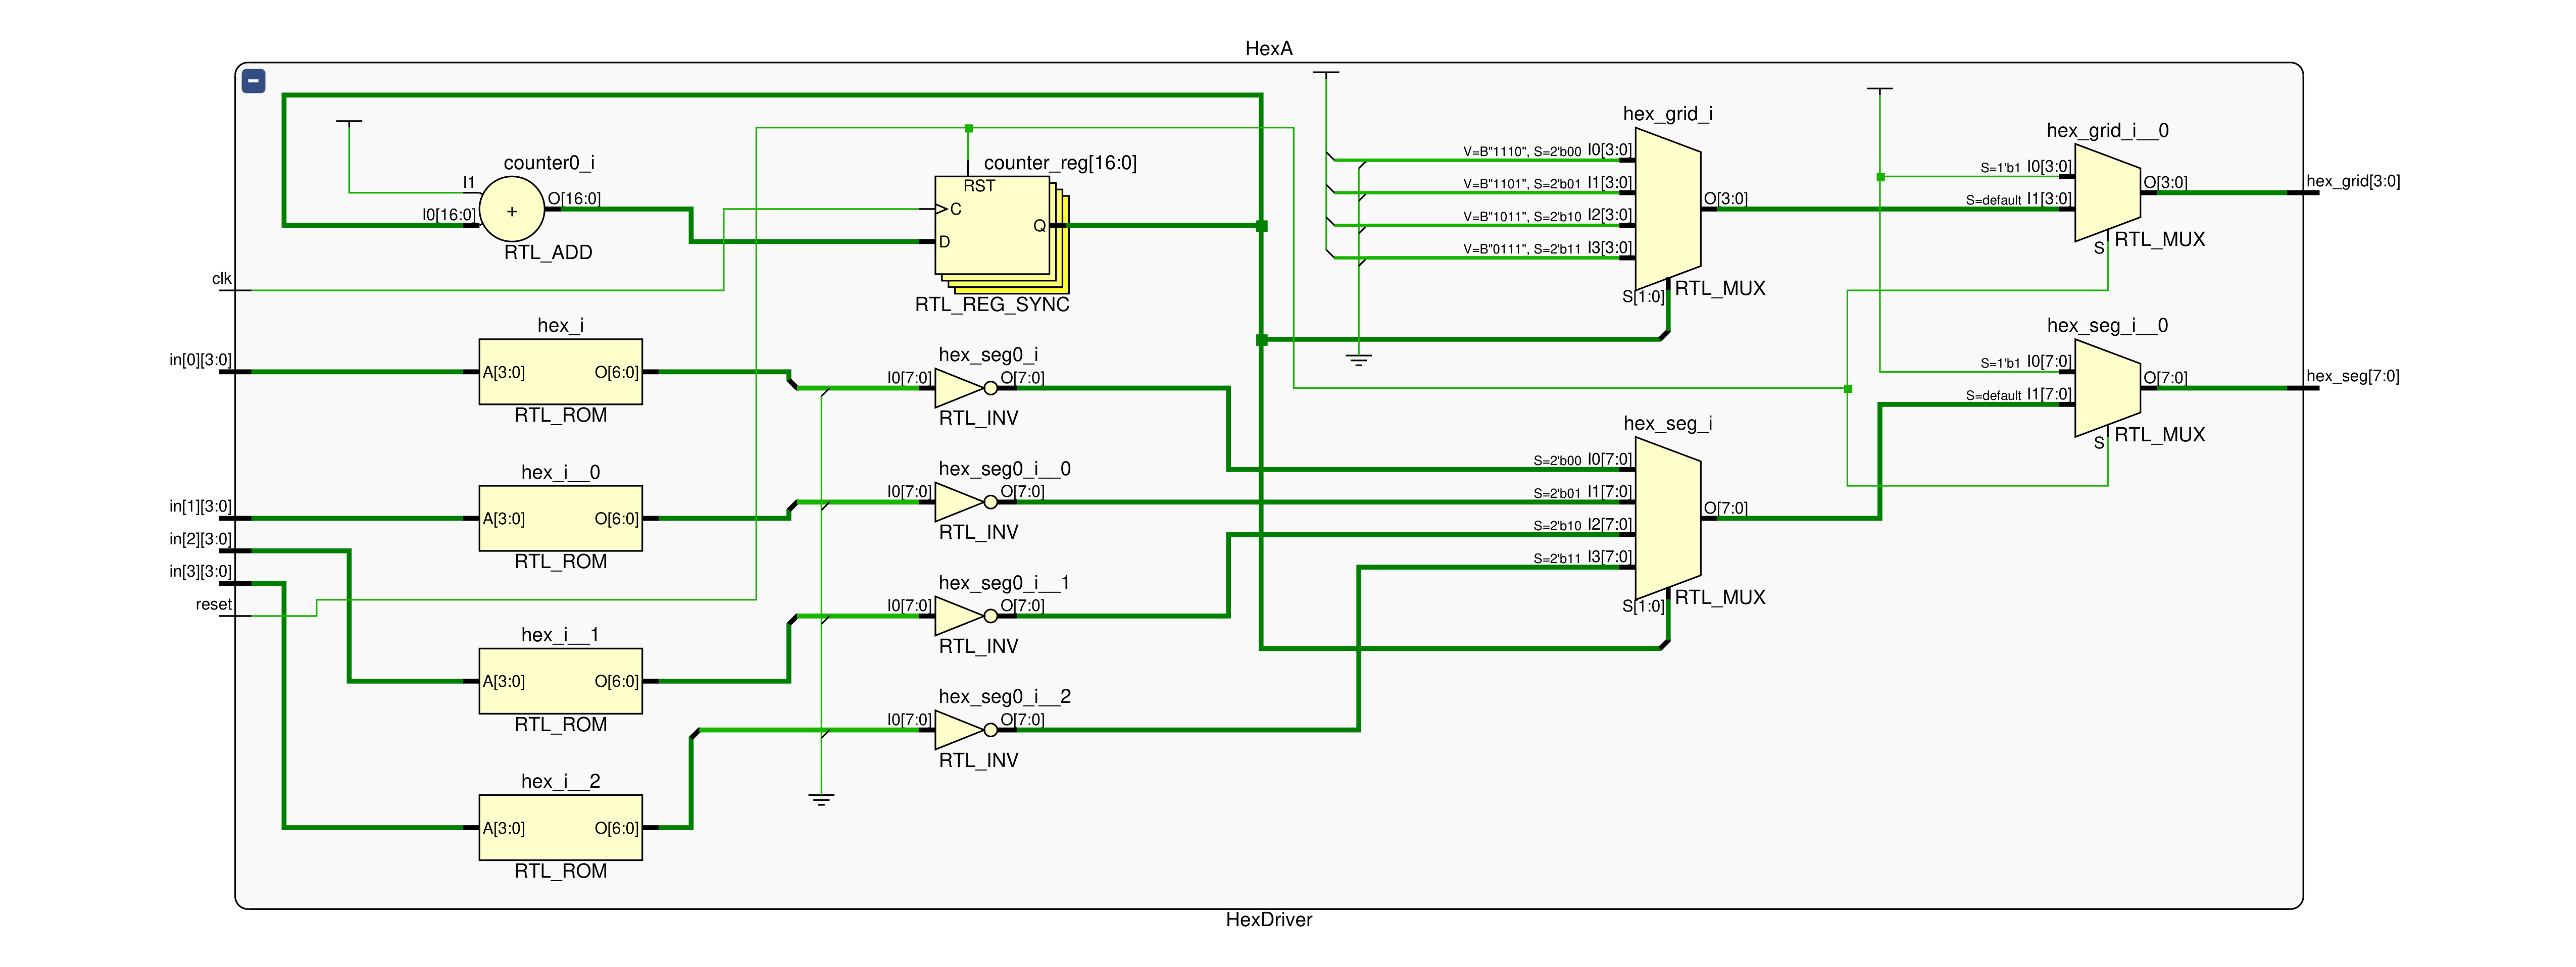 HexA
counter0_i
I1
I0[16:0]
+
O[16:0]
RTL_ADD
counter_reg[16:0]
RST
C
D
Q
RTL_REG_SYNC
hex_grid_i
V=B"1110", S=2'b00 I0[3:0]
V=B"1101", S=2'b01 I1[3:0]
V=B"1011", S=2'b10 I2[3:0]
V=B"0111", S=2'b11 I3[3:0]
O[3:0]
S[1:0]
RTL_MUX
hex_grid_i__0
S=1'b1 I0[3:0]
S=default I1[3:0]
O[3:0]
S
RTL_MUX
hex_grid[3:0]
clk
in[0][3:0]
in[1][3:0]
in[2][3:0]
in[3][3:0]
reset
hex_i
A[3:0] O[6:0]
RTL_ROM
hex_i__0
A[3:0] O[6:0]
RTL_ROM
hex_i__1
A[3:0] O[6:0]
RTL_ROM
hex_i__2
A[3:0] O[6:0]
RTL_ROM
hex_seg0_i
I0[7:0] O[7:0]
RTL_INV
hex_seg0_i__0
I0[7:0] O[7:0]
RTL_INV
hex_seg0_i__1
I0[7:0] O[7:0]
RTL_INV
hex_seg0_i__2
I0[7:0] O[7:0]
RTL_INV
hex_seg_i
S=2'b00 I0[7:0]
S=2'b01 I1[7:0]
S=2'b10 I2[7:0]
S=2'b11 I3[7:0]
O[7:0]
S[1:0]
RTL_MUX
hex_seg_i__0
S=1'b1 I0[7:0]
S=default I1[7:0]
O[7:0]
S
RTL_MUX
hex_seg[7:0]
HexDriver